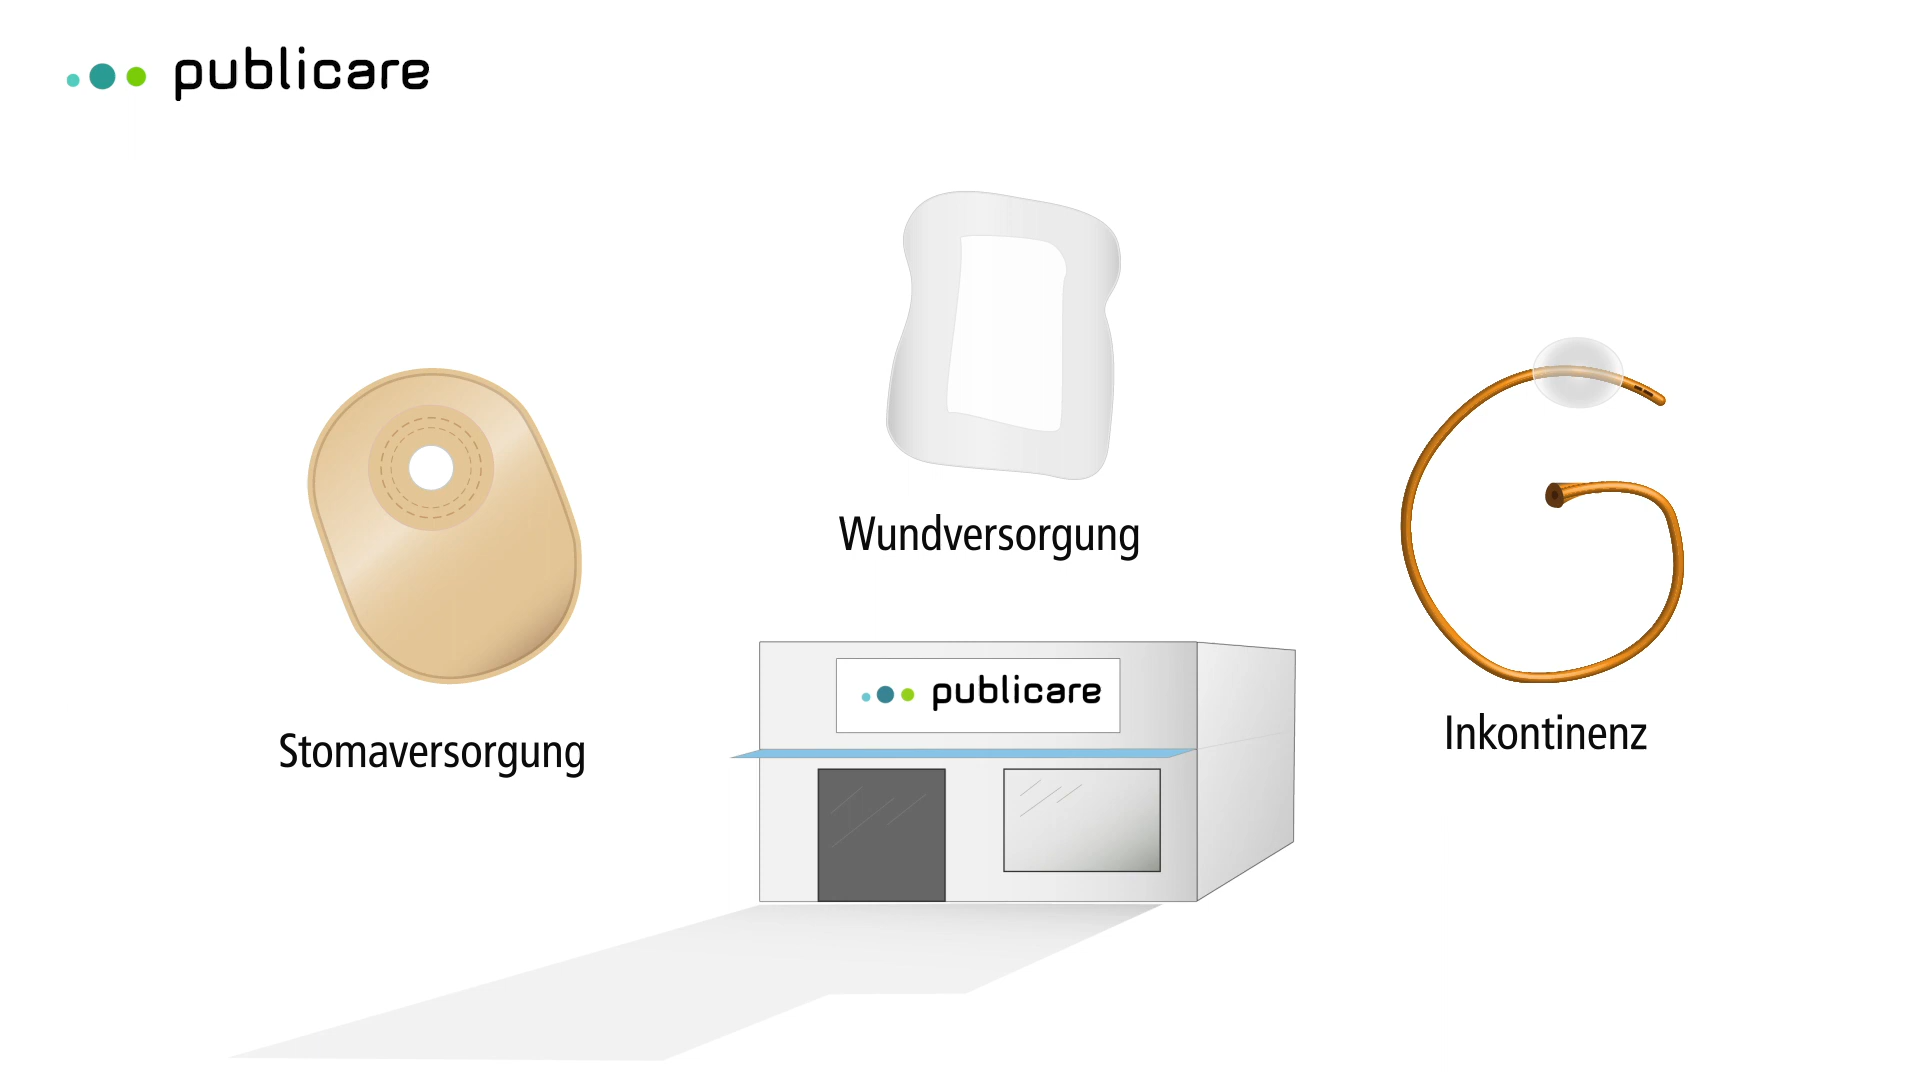 publicare
Wundversorgung
Stomaversorgung
Inkontinenz
publicare